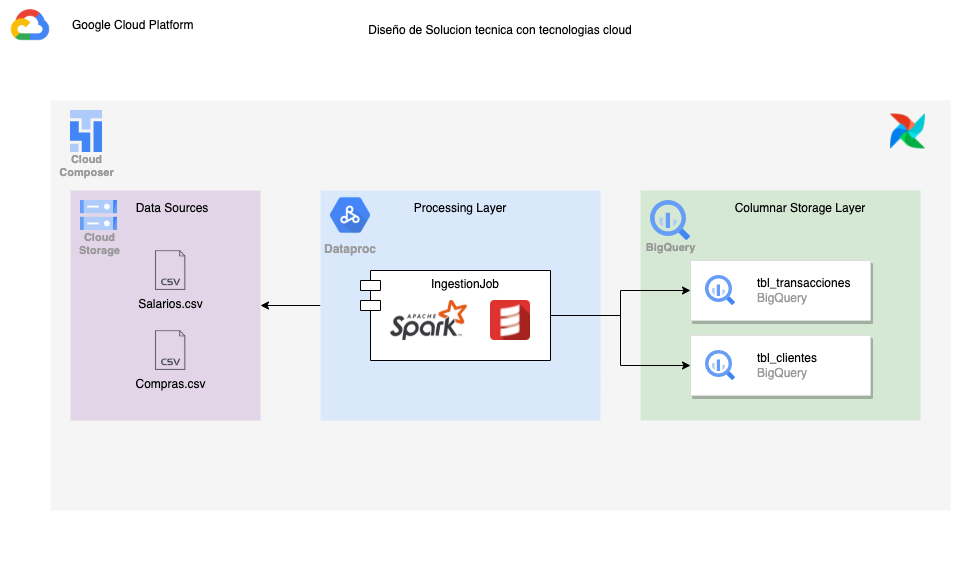 Google Cloud Platform
Diseño de Solucion tecnica con tecnologias cloud
Cloud
Composer
Data Sources
Cloud
Storage
CSV
Salarios.csv
CSV
Compras.csv
Processing Layer
Dataproc
IngestionJob
APACHE
Spark™
Columnar Storage Layer
BigQuery
tbl_transacciones
BigQuery
tbl_clientes
BigQuery